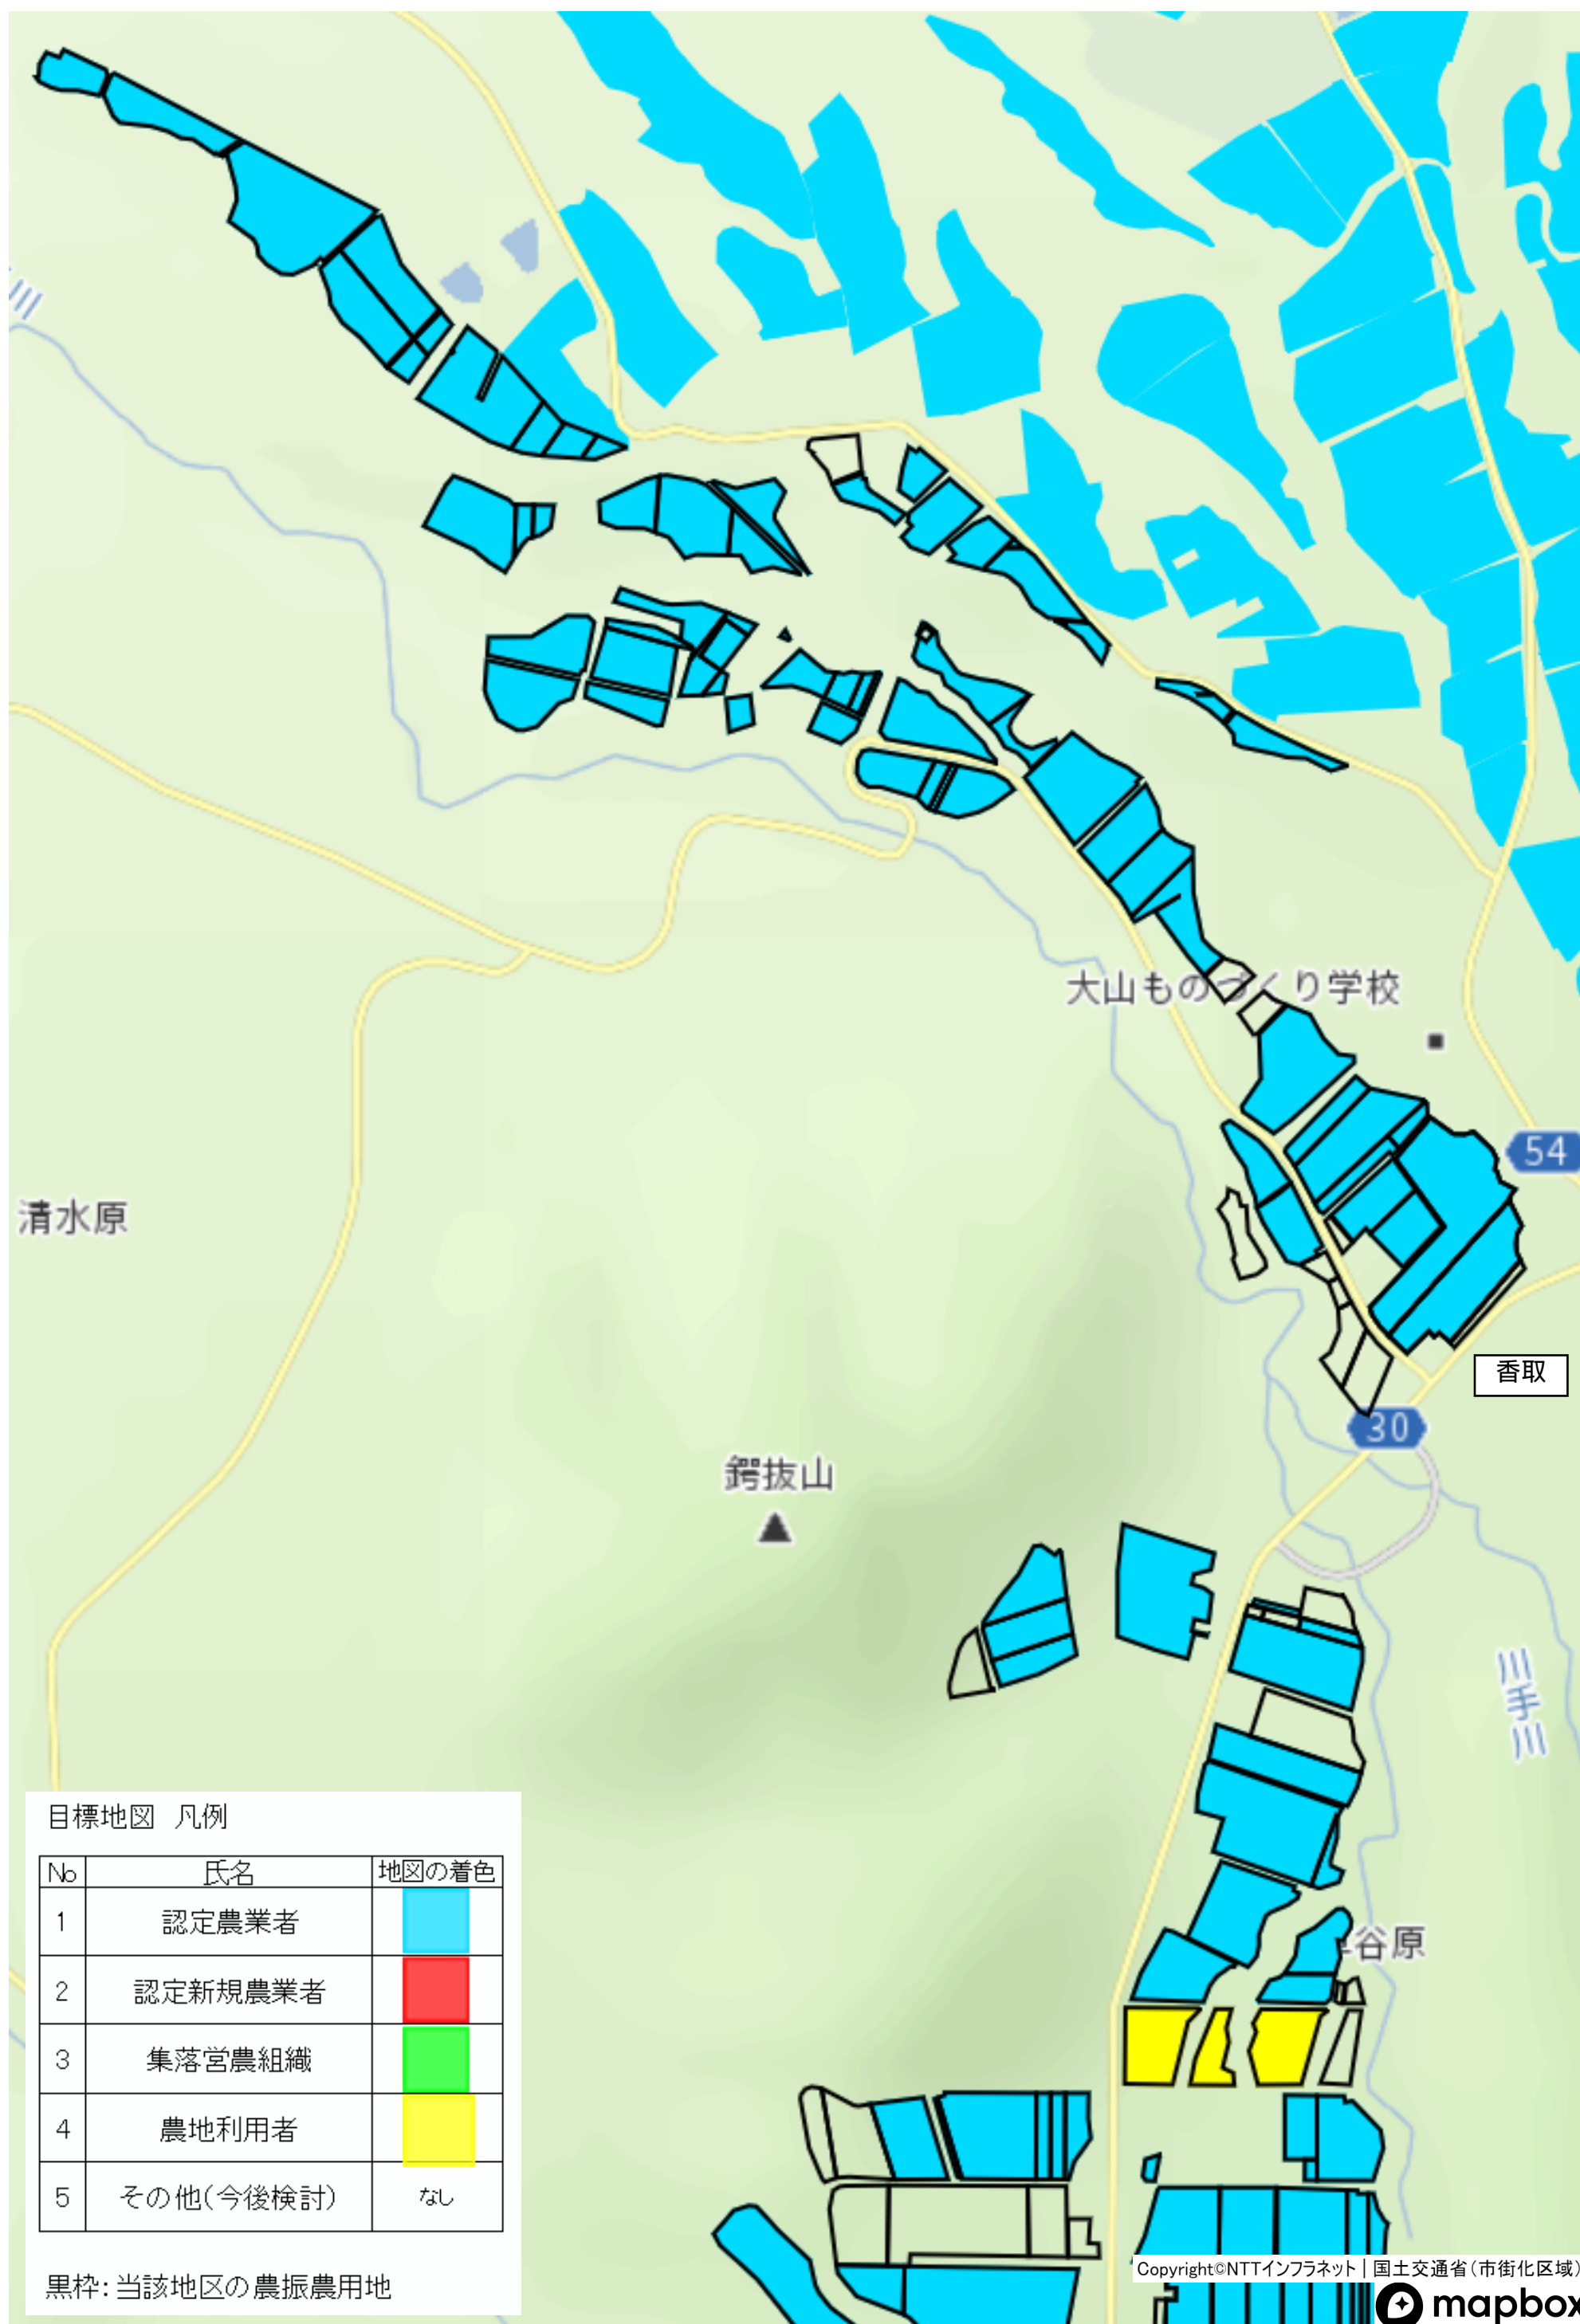 川
大山ものづくり学校
54
清水原
香取
30
鍔抜山
川手川
谷原
目標地図 凡例
No 氏名 地図の着色
1 認定農業者
2 認定新規農業者
3 集落営農組織
4 農地利用者
5 その他(今後検討) なし
黒枠:当該地区の農振農用地
Copyright©NTTインフラネット | 国土交通省(市街化区域)
mapbox